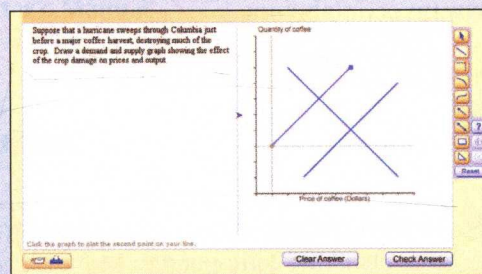 Suppose that a hurricane sweeps through Columbia just
before a major coffee harvest, destroying much of the
crop. Draw a demand and supply graph showing the effect
of the crop damage on prices and output
Quantity of coffee
Price of coffee (Dollars)
?
Reset
Click the graph to plot the second point on your line.
Clear Answer
Check Answer